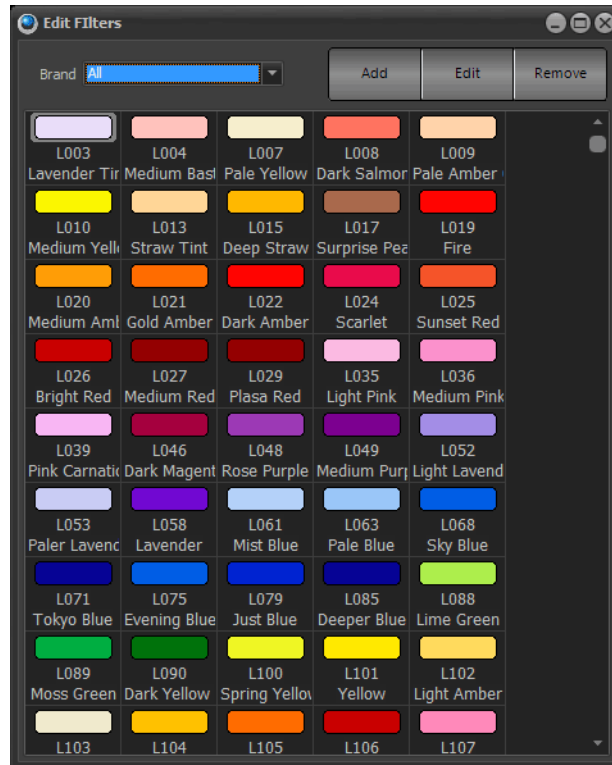 Edit FIlters
Brand All Add Edit Remove
L003 L004 L007 L008 L009
Lavender Tir Medium Bast Pale Yellow Dark Salmor Pale Amber
L010 L013 L015 L017 L019
Medium Yell Straw Tint Deep Straw Surprise Pea Fire
L020 L021 L022 L024 L025
Medium Aml Gold Amber Dark Amber Scarlet Sunset Red
L026 L027 L029 L035 L036
Bright Red Medium Red Plasa Red Light Pink Medium Pink
L039 L046 L048 L049 L052
Pink Carnatic Dark Magent Rose Purple Medium Purp Light Lavend
L053 L058 L061 L063 L068
Paler Lavenc Lavender Mist Blue Pale Blue Sky Blue
L071 L075 L079 L085 L088
Tokyo Blue Evening Blue Just Blue Deeper Blue Lime Green
L089 L090 L100 L101 L102
Moss Green Dark Yellow Spring Yellov Yellow Light Amber
L103 L104 L105 L106 L107